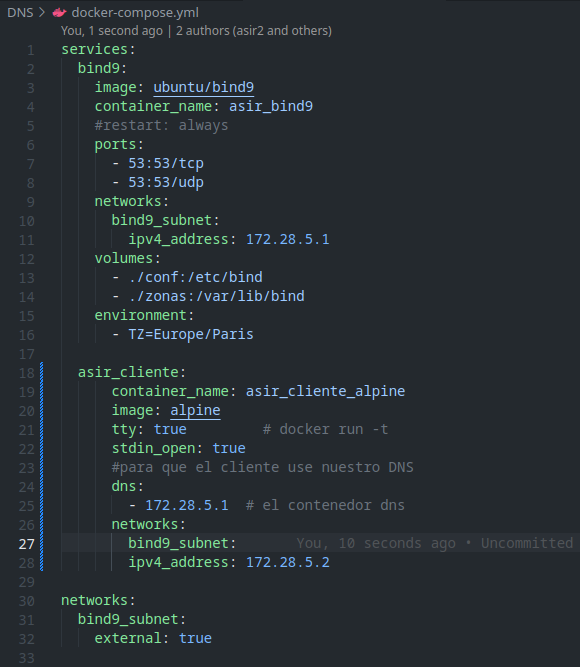 DNS > docker-compose.yml
You, 1 second ago | 2 authors (asir2 and others)
1 services:
2   bind9:
3     image: ubuntu/bind9
4     container_name: asir_bind9
5     #restart: always
6     ports:
7       - 53:53/tcp
8       - 53:53/udp
9     networks:
10       bind9_subnet:
11         ipv4_address: 172.28.5.1
12     volumes:
13       - ./conf:/etc/bind
14       - ./zonas:/var/lib/bind
15     environment:
16       - TZ=Europe/Paris
17
18   asir_cliente:
19       container_name: asir_cliente_alpine
20       image: alpine
21       tty: true         # docker run -t
22       stdin_open: true
23       #para que el cliente use nuestro DNS
24       dns:
25         - 172.28.5.1  # el contenedor dns
26       networks:
27         bind9_subnet:       You, 10 seconds ago • Uncommitted
28         ipv4_address: 172.28.5.2
29
30 networks:
31   bind9_subnet:
32     external: true
33